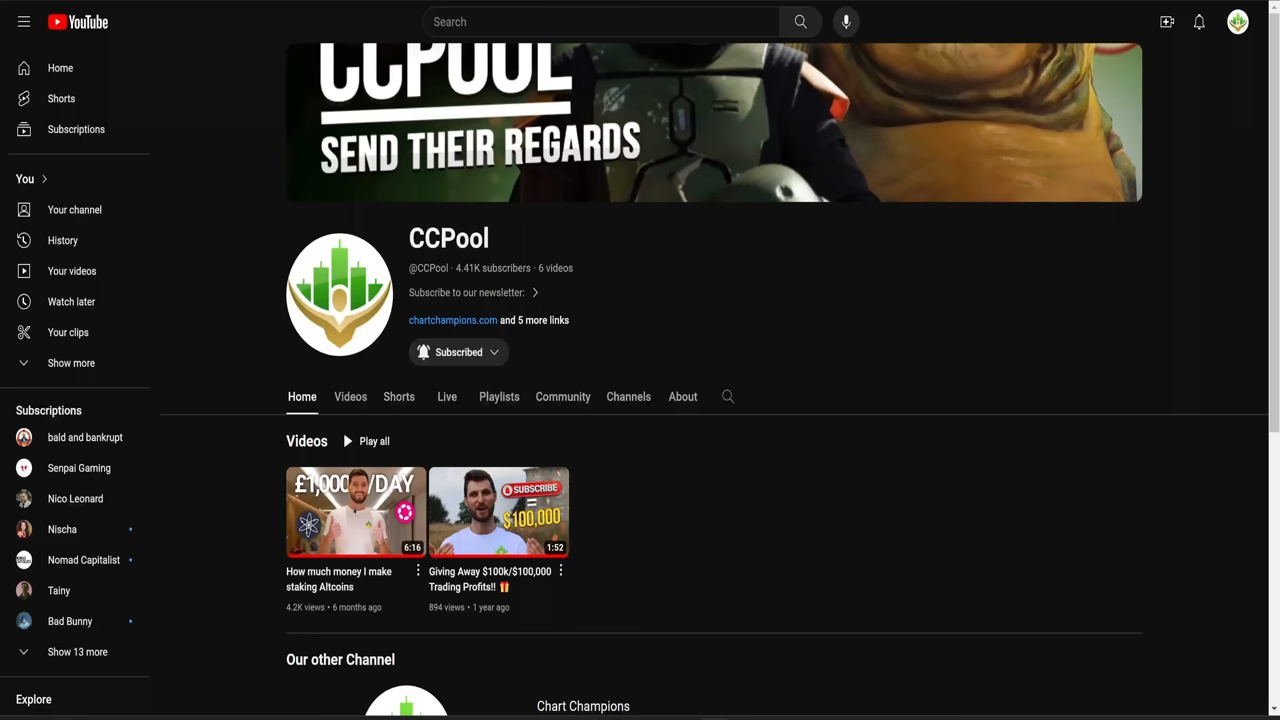 YouTube
Search
Home
Shorts
Subscriptions
You
Your channel
History
Your videos
Watch later
Your clips
Show more
Subscriptions
bald and bankrupt
Senpai Gaming
Nico Leonard
Nischa
Nomad Capitalist
Tainy
Bad Bunny
Show 13 more
Explore
CCPOOL
SEND THEIR REGARDS
CCPool
@CCPool · 4.41K subscribers · 6 videos
Subscribe to our newsletter:
chartchampions.com and 5 more links
Subscribed
Home Videos Shorts Live Playlists Community Channels About
Videos Play all
£1,000/DAY
6:16
SUBSCRIBE
=
$100,000
1:52
How much money I make
staking Altcoins
4.2K views • 6 months ago
Giving Away $100k/$100,000
Trading Profits!!
894 views • 1 year ago
Our other Channel
Chart Champions